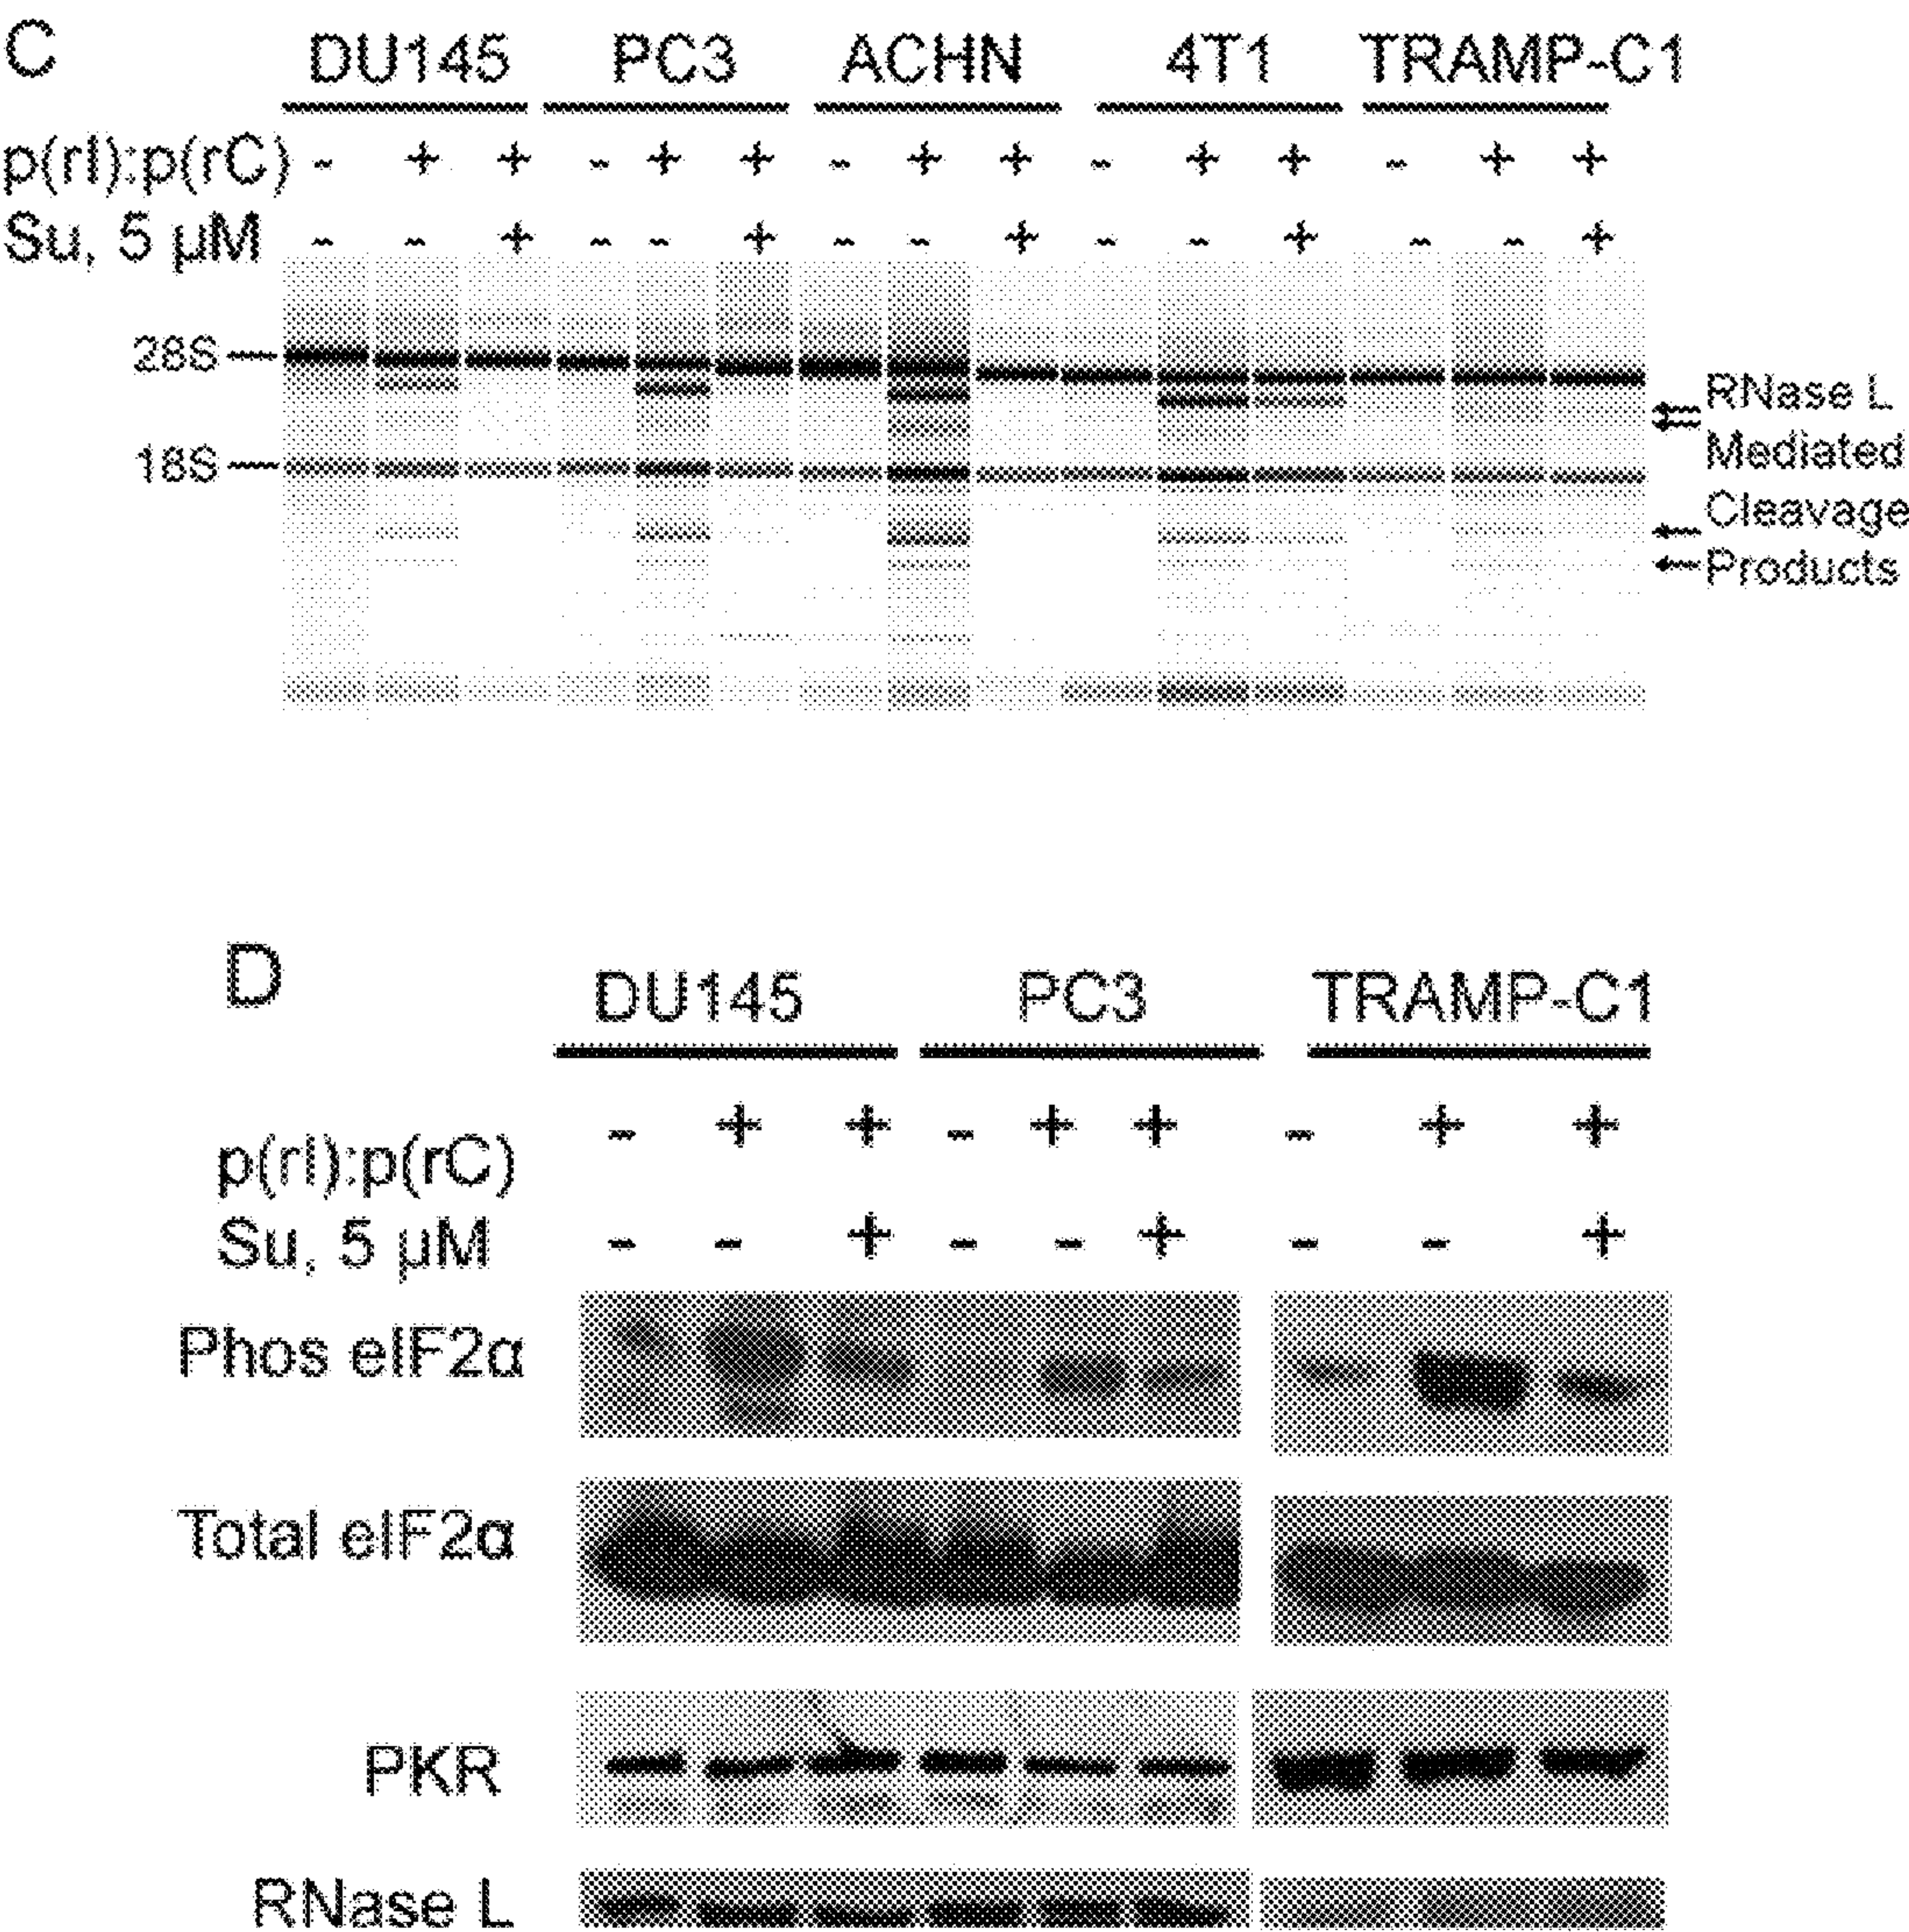 C
DU145 PC3 ACHN 4T1 TRAMP-C1
p(rI):p(rC) - + + - + + - + + - + + - + +
Su, 5 µM - - + - - + - - + - - + - - +
28S
18S
RNase L
Mediated
Cleavage
Products
D
DU145 PC3 TRAMP-C1
p(rI):p(rC) - + + - + + - + +
Su, 5 µM - - + - - + - - +
Phos eIF2α
Total eIF2α
PKR
RNase L